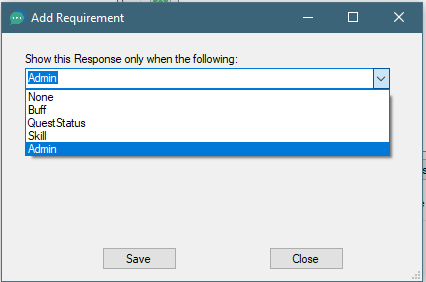 Add Requirement
Show this Response only when the following:
Admin
None
Buff
QuestStatus
Skill
Admin
Save
Close